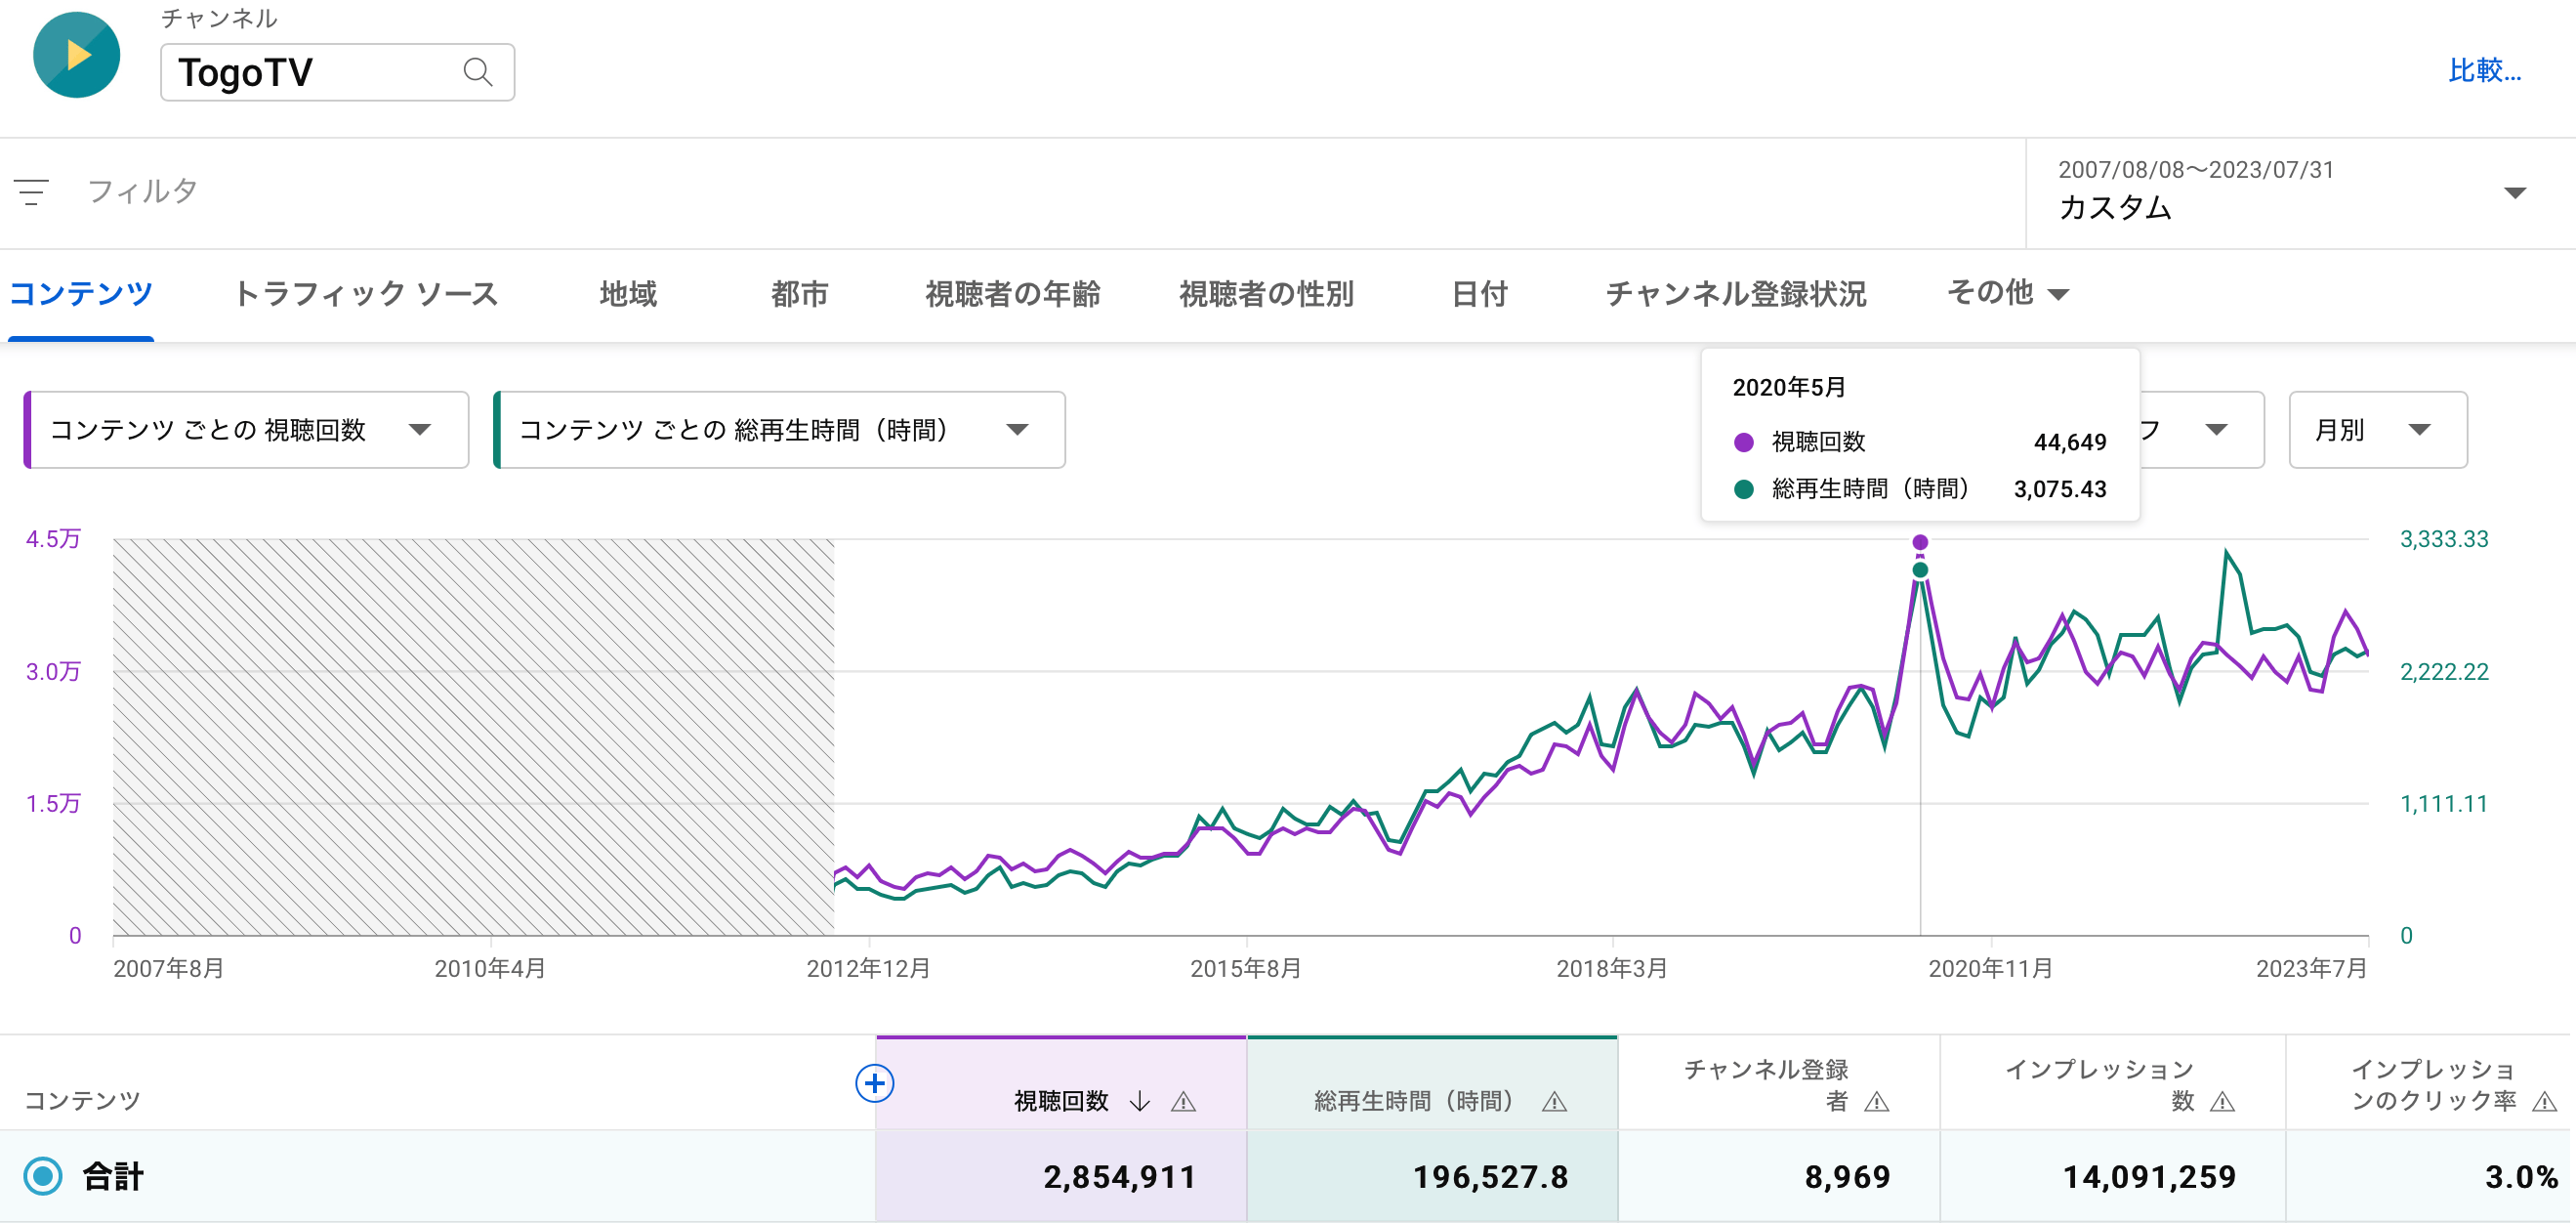 チャンネル
TogoTV
比較...
フィルタ
2007/08/08～2023/07/31
カスタム
コンテンツ トラフィック ソース 地域 都市 視聴者の年齢 視聴者の性別 日付 チャンネル登録状況 その他
2020年5月
視聴回数 44,649
総再生時間（時間） 3,075.43
コンテンツ ごとの 視聴回数 コンテンツ ごとの 総再生時間（時間） フ 月別
4.5万 3,333.33
3.0万 2,222.22
1.5万 1,111.11
0 0
2007年8月 2010年4月 2012年12月 2015年8月 2018年3月 2020年11月 2023年7月
コンテンツ 視聴回数 総再生時間（時間） チャンネル登録
者 インプレッション
数 インプレッショ
ンのクリック率
合計 2,854,911 196,527.8 8,969 14,091,259 3.0%